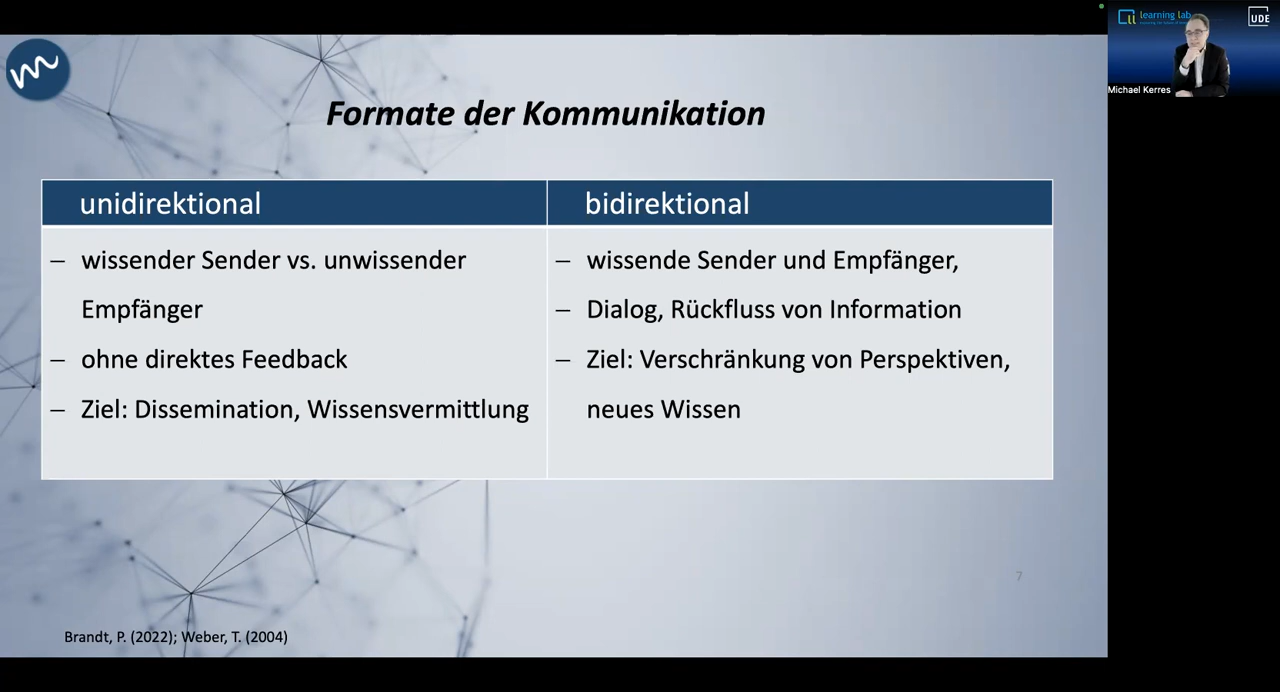 Formate der Kommunikation
unidirektional
– wissender Sender vs. unwissender
Empfänger
– ohne direktes Feedback
– Ziel: Dissemination, Wissensvermittlung
bidirektional
– wissende Sender und Empfänger,
– Dialog, Rückfluss von Information
– Ziel: Verschränkung von Perspektiven,
neues Wissen
7
Brandt, P. (2022); Weber, T. (2004)
learning lab
UDE
Michael Kerres